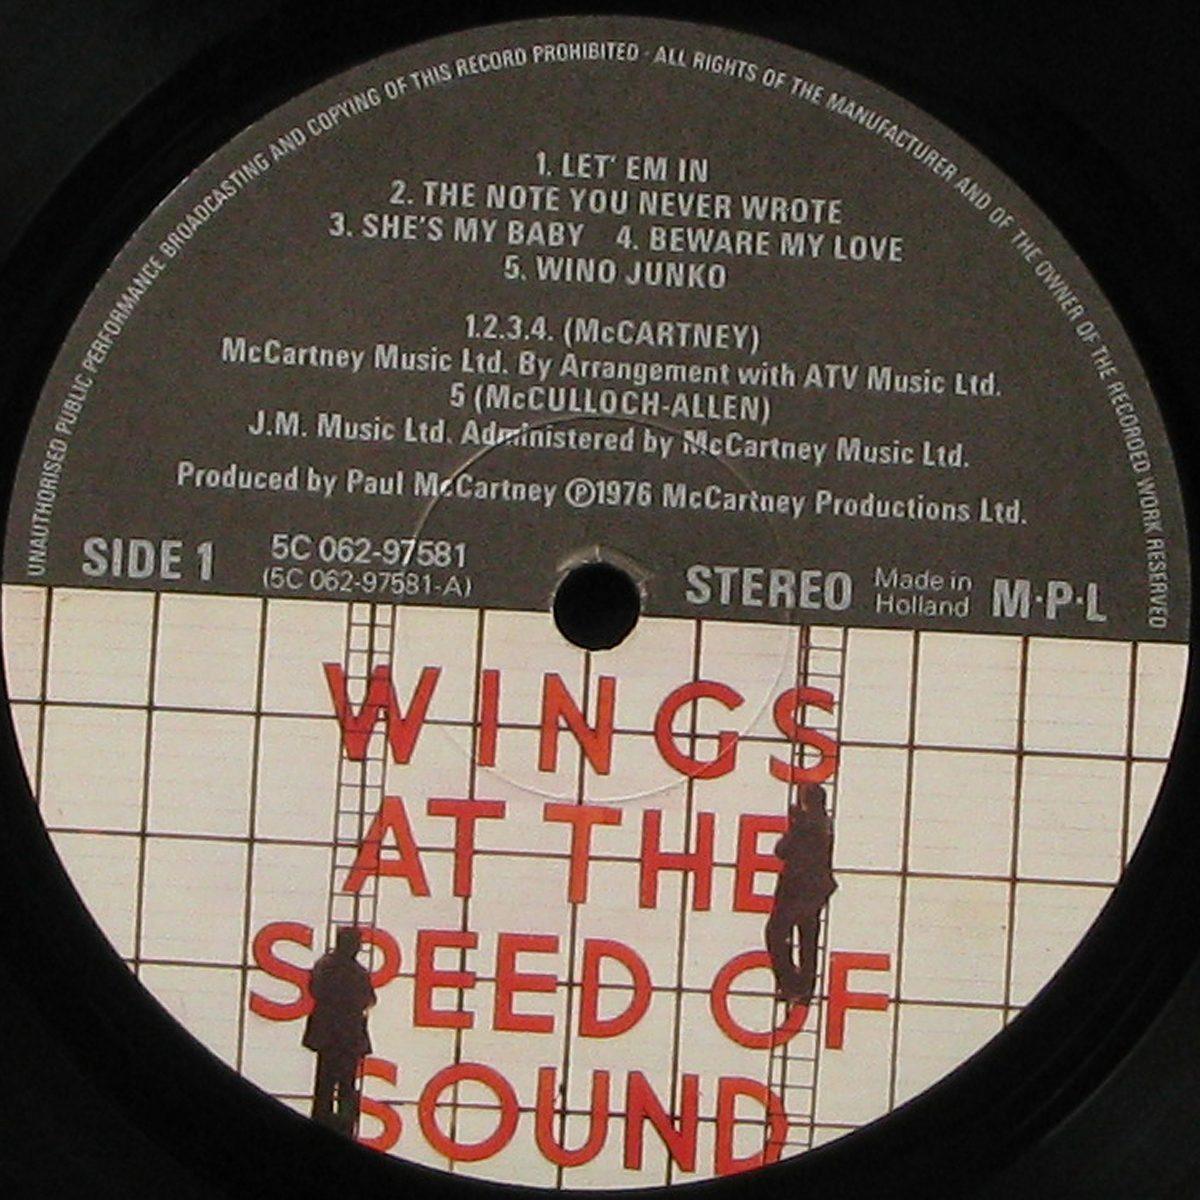 UNAUTHORISED PUBLIC PERFORMANCE BROADCASTING AND COPYING OF THIS RECORD PROHIBITED · ALL RIGHTS OF THE MANUFACTURER AND OF THE OWNER OF THE RECORDED WORK RESERVED
1. LET' EM IN
2. THE NOTE YOU NEVER WROTE
3. SHE'S MY BABY 4. BEWARE MY LOVE
5. WINO JUNKO
1.2.3.4. (McCARTNEY)
McCartney Music Ltd. By Arrangement with ATV Music Ltd.
5 (McCULLOCH-ALLEN)
J.M. Music Ltd. Administered by McCartney Music Ltd.
Produced by Paul McCartney ℗1976 McCartney Productions Ltd.
SIDE 1 5C 062-97581 STEREO Made in M·P·L
(5C 062-97581-A) Holland
WINGS
AT THE
SPEED OF
SOUND